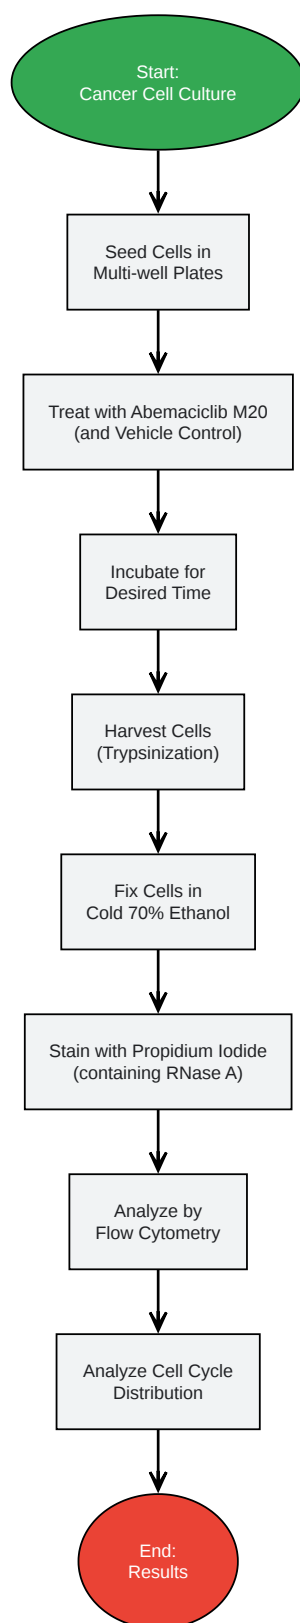 Start:
Cancer Cell Culture
Seed Cells in
Multi-well Plates
Treat with Abemaciclib M20
(and Vehicle Control)
Incubate for
Desired Time
Harvest Cells
(Trypsinization)
Fix Cells in
Cold 70% Ethanol
Stain with Propidium Iodide
(containing RNase A)
Analyze by
Flow Cytometry
Analyze Cell Cycle
Distribution
End:
Results